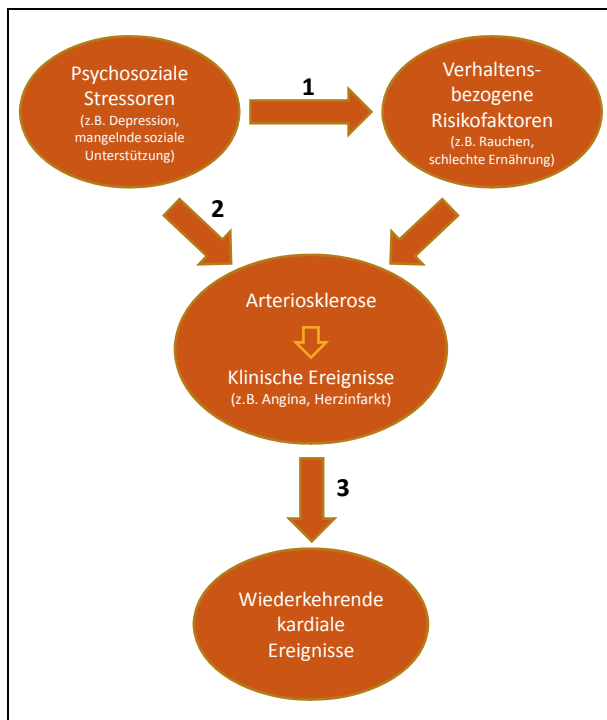 Psychosoziale
Stressoren
(z.B. Depression,
mangelnde soziale
Unterstützung)
1
Verhaltens-
bezogene
Risikofaktoren
(z.B. Rauchen,
schlechte Ernährung)
2
Arteriosklerose
Klinische Ereignisse
(z.B. Angina, Herzinfarkt)
3
Wiederkehrende
kardiale
Ereignisse